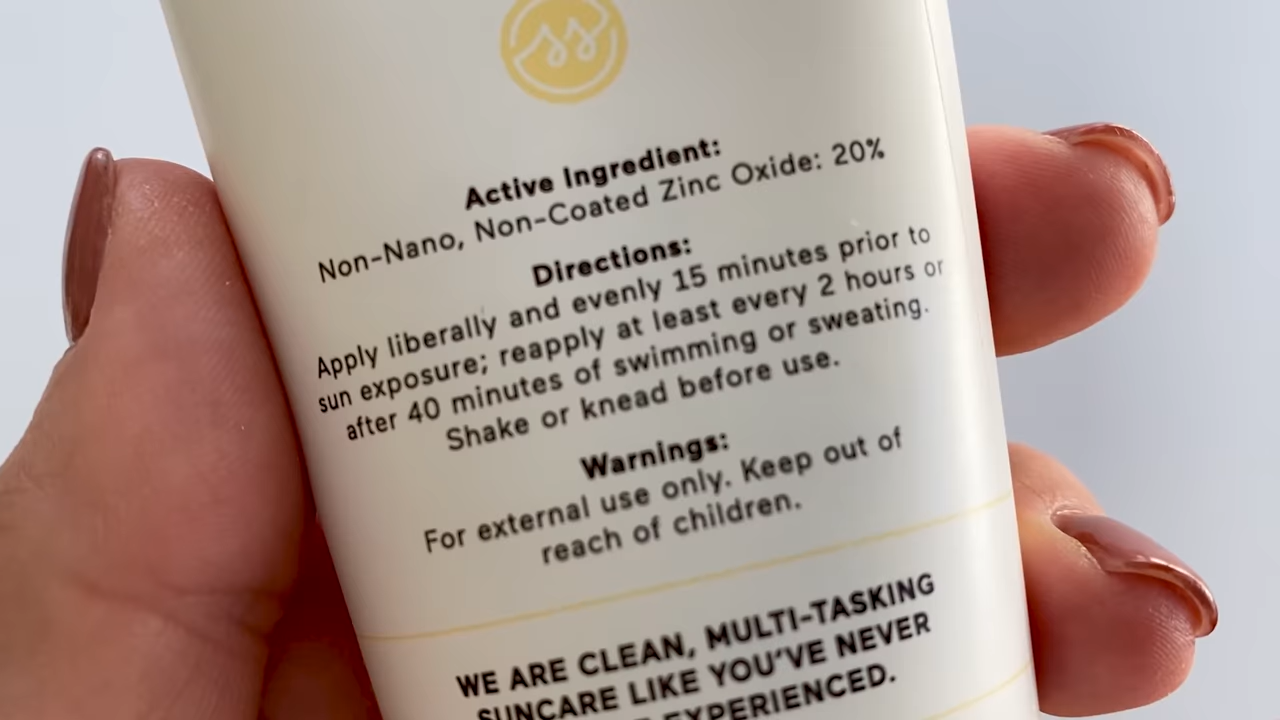 Active Ingredient:
Non-Nano, Non-Coated Zinc Oxide: 20%
Directions:
Apply liberally and evenly 15 minutes prior to
sun exposure; reapply at least every 2 hours or
after 40 minutes of swimming or sweating.
Shake or knead before use.
Warnings:
For external use only. Keep out of
reach of children.
WE ARE CLEAN, MULTI-TASKING
SUNCARE LIKE YOU'VE NEVER
EXPERIENCED.